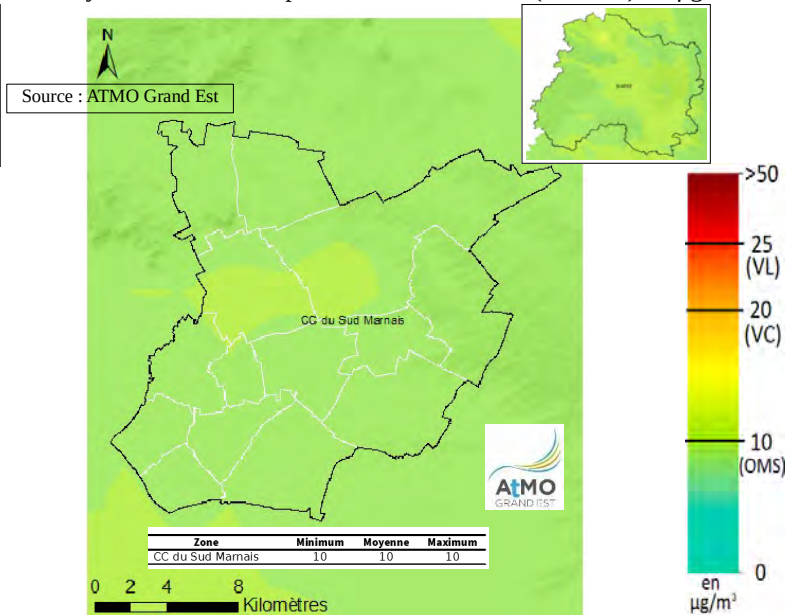 N
Source : ATMO Grand Est
CC du Sud Marnais
>50
25
(VL)
20
(VC)
10
(OMS)
0
en
µg/m³
AtMO
GRAND EST
Zone Minimum Moyenne Maximum
CC du Sud Marnais 10 10 10
0 2 4 8
Kilomètres